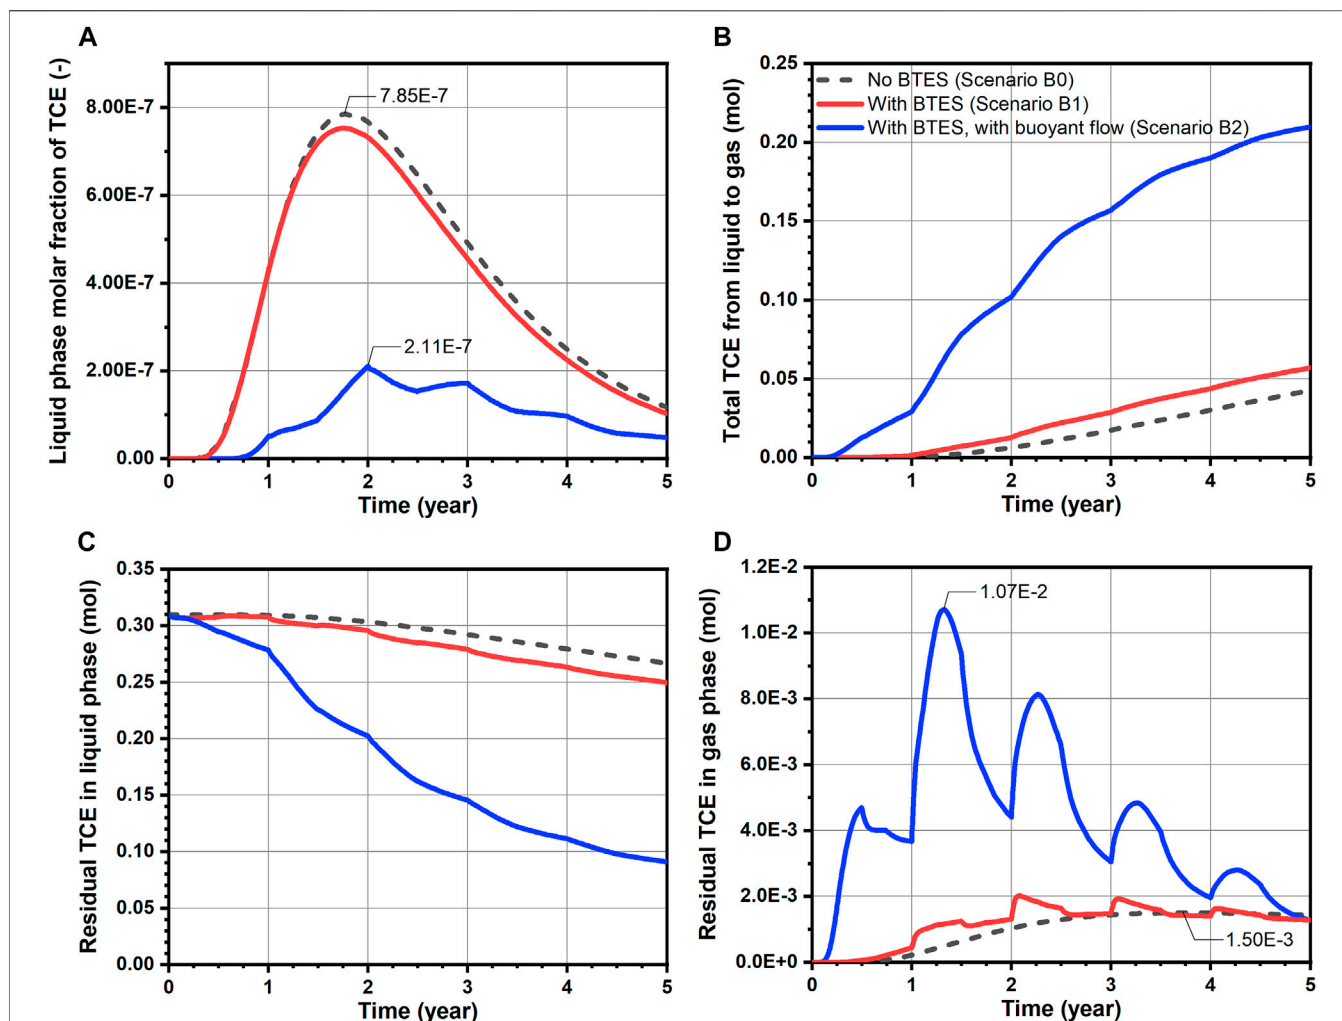 A
Liquid phase molar fraction of TCE (-)
8.00E-7
6.00E-7
4.00E-7
2.00E-7
0.00
7.85E-7
2.11E-7
0 1 2 3 4 5
Time (year)
B
Total TCE from liquid to gas (mol)
0.25
0.20
0.15
0.10
0.05
0.00
No BTES (Scenario B0)
With BTES (Scenario B1)
With BTES, with buoyant flow (Scenario B2)
0 1 2 3 4 5
Time (year)
C
Residual TCE in liquid phase (mol)
0.35
0.30
0.25
0.20
0.15
0.10
0.05
0.00
0 1 2 3 4 5
Time (year)
D
Residual TCE in gas phase (mol)
1.2E-2
1.0E-2
8.0E-3
6.0E-3
4.0E-3
2.0E-3
0.0E+0
1.07E-2
1.50E-3
0 1 2 3 4 5
Time (year)